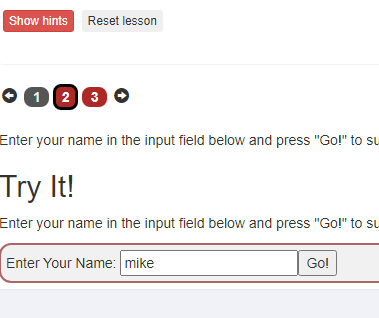 Show hints Reset lesson
1 2 3
Enter your name in the input field below and press "Go!" to su
Try It!
Enter your name in the input field below and press "Go!" to su
Enter Your Name: mike Go!